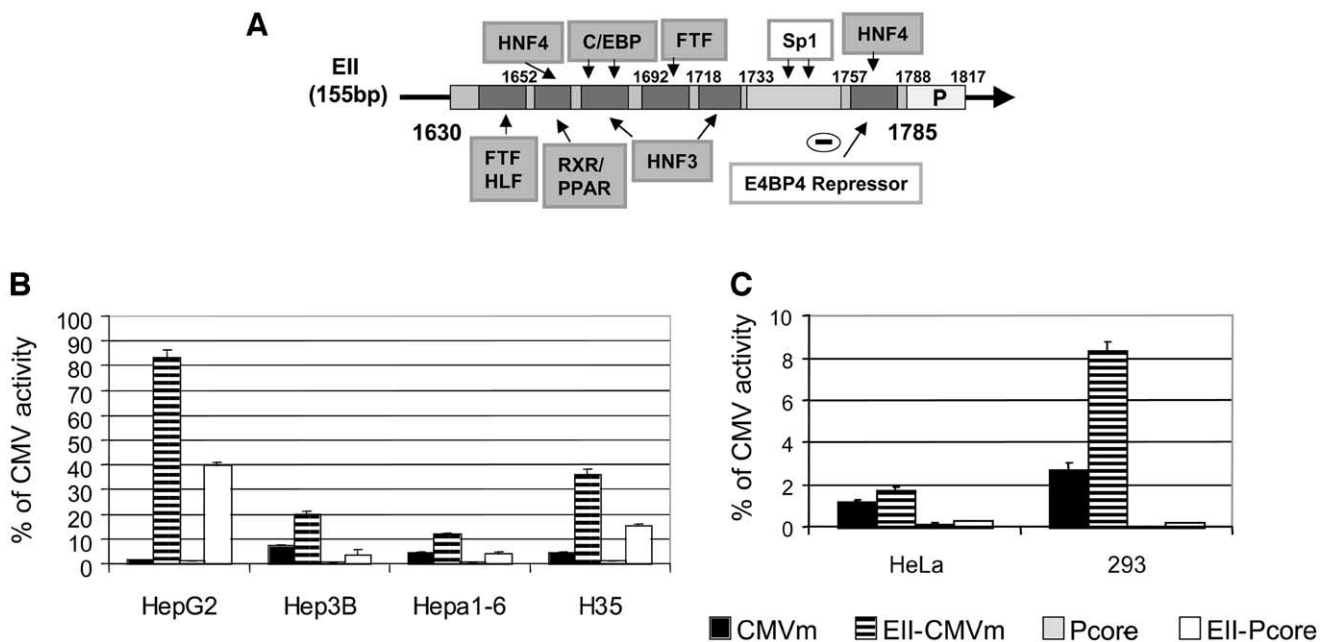 A
HNF4
C/EBP
FTF
Sp1
HNF4
EII
(155bp)
1652
1692
1718
1733
1757
1788
1817
P
1630
1785
FTF
HLF
RXR/
PPAR
HNF3
E4BP4 Repressor
B
% of CMV activity
100
90
80
70
60
50
40
30
20
10
0
HepG2
Hep3B
Hepa1-6
H35
C
% of CMV activity
10
8
6
4
2
0
HeLa
293
CMVm
EII-CMVm
Pcore
EII-Pcore